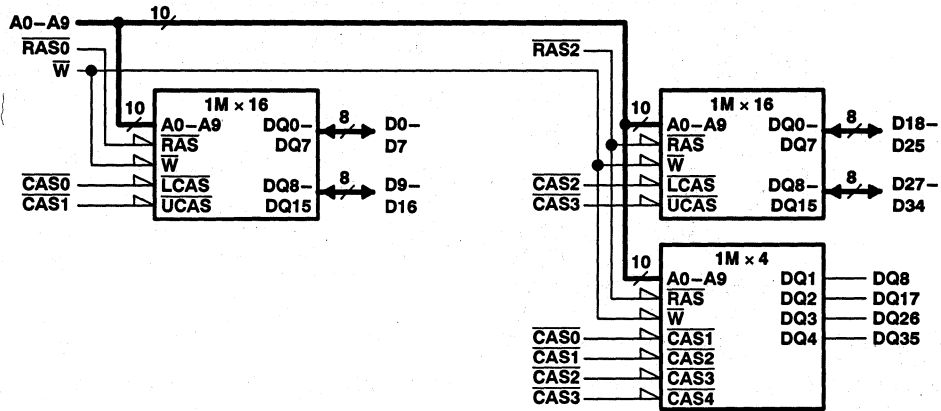 A0–A9
10
RAS0
RAS2
W
10
1M × 16
A0–A9
RAS
W
LCAS
UCAS
DQ0–
DQ7
DQ8–
DQ15
8
D0–
D7
8
D9–
D16
CAS0
CAS1
10
1M × 16
A0–A9
RAS
W
LCAS
UCAS
DQ0–
DQ7
DQ8–
DQ15
8
D18–
D25
8
D27–
D34
CAS2
CAS3
10
1M × 4
A0–A9
RAS
W
CAS1
CAS2
CAS3
CAS4
DQ1
DQ2
DQ3
DQ4
DQ8
DQ17
DQ26
DQ35
CAS0
CAS1
CAS2
CAS3